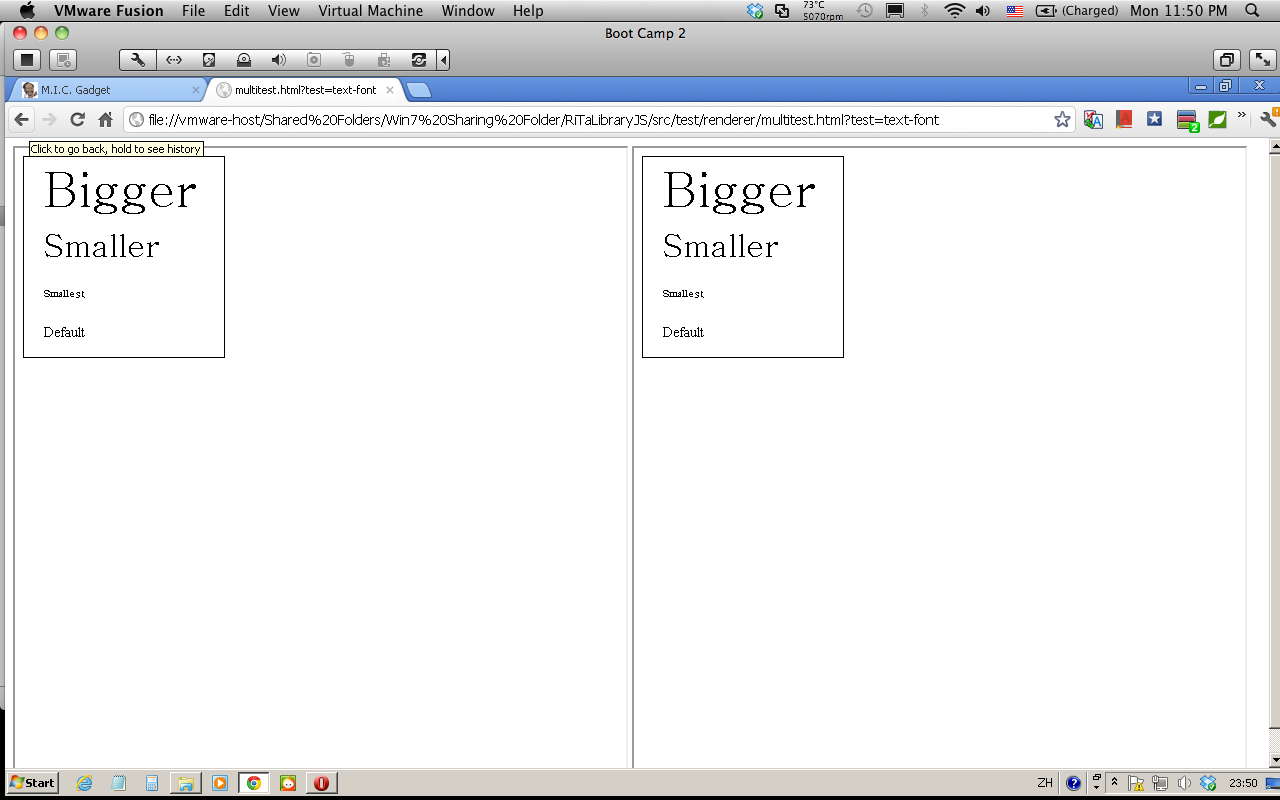 VMware Fusion File Edit View Virtual Machine Window Help 73°C 5070rpm (Charged) Mon 11:50 PM
Boot Camp 2
M.I.C. Gadget multitest.html?test=text-font
file://vmware-host/Shared%20Folders/Win7%20Sharing%20Folder/RiTaLibraryJS/src/test/renderer/multitest.html?test=text-font 2
Click to go back, hold to see history
Bigger
Smaller
Smallest
Default
Bigger
Smaller
Smallest
Default
Start ZH 23:50